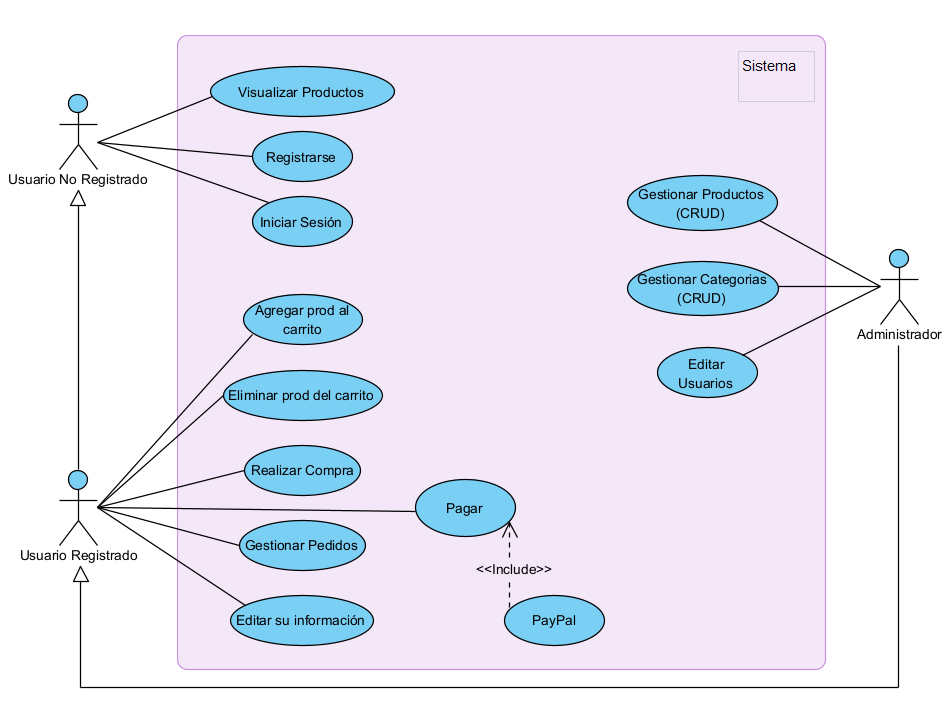 Sistema
Visualizar Productos
Registrarse
Usuario No Registrado
Iniciar Sesión
Gestionar Productos
(CRUD)
Gestionar Categorias
(CRUD)
Administrador
Agregar prod al
carrito
Editar
Usuarios
Eliminar prod del carrito
Realizar Compra
Pagar
Gestionar Pedidos
Usuario Registrado
<<Include>>
Editar su información
PayPal